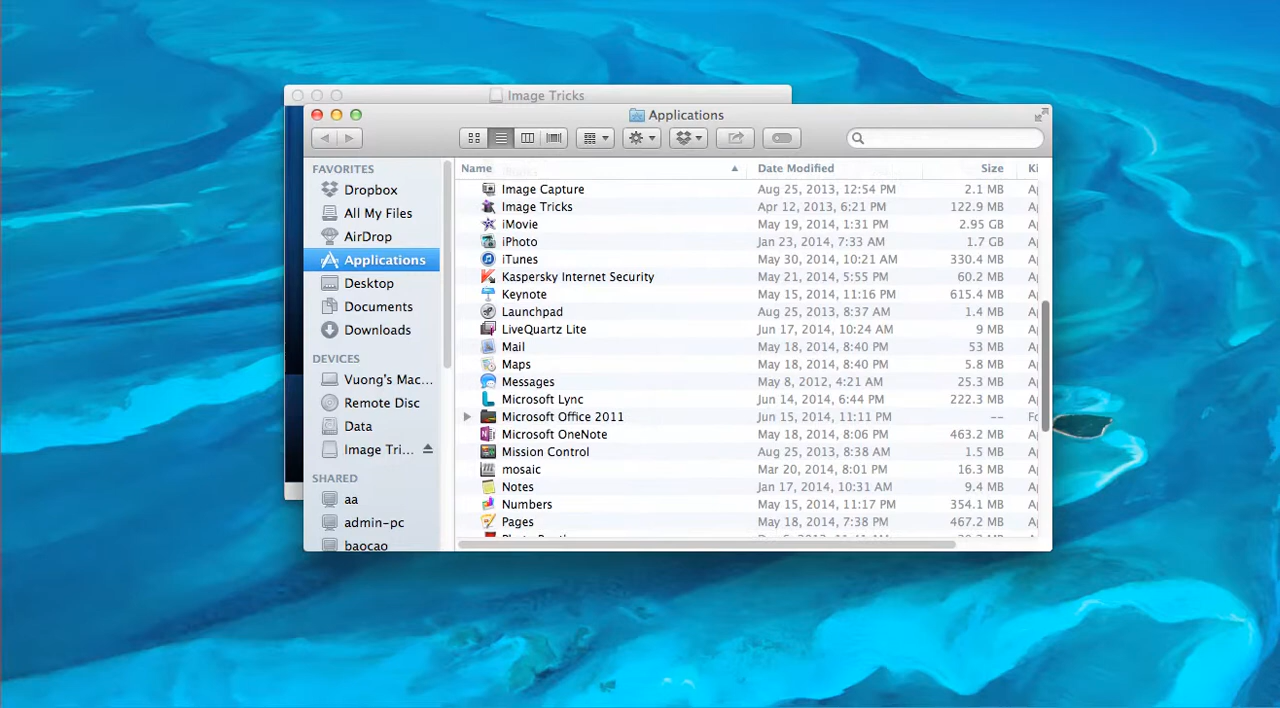 Image Tricks
Applications
FAVORITES
Dropbox
All My Files
AirDrop
Applications
Desktop
Documents
Downloads
DEVICES
Vuong's Mac...
Remote Disc
Data
Image Tri...
SHARED
aa
admin-pc
baocao
Name Date Modified Size
Image Capture Aug 25, 2013, 12:54 PM 2.1 MB
Image Tricks Apr 12, 2013, 6:21 PM 122.9 MB
iMovie May 19, 2014, 1:31 PM 2.95 GB
iPhoto Jan 23, 2014, 7:33 AM 1.7 GB
iTunes May 30, 2014, 10:21 AM 330.4 MB
Kaspersky Internet Security May 21, 2014, 5:55 PM 60.2 MB
Keynote May 15, 2014, 11:16 PM 615.4 MB
Launchpad Aug 25, 2013, 8:37 AM 1.4 MB
LiveQuartz Lite Jun 17, 2014, 10:24 AM 9 MB
Mail May 18, 2014, 8:40 PM 53 MB
Maps May 18, 2014, 8:40 PM 5.8 MB
Messages May 8, 2012, 4:21 AM 25.3 MB
Microsoft Lync Jun 14, 2014, 6:44 PM 222.3 MB
Microsoft Office 2011 Jun 15, 2014, 11:11 PM --
Microsoft OneNote May 18, 2014, 8:06 PM 463.2 MB
Mission Control Aug 25, 2013, 8:38 AM 1.5 MB
mosaic Mar 20, 2014, 8:01 PM 16.3 MB
Notes Jan 17, 2014, 10:31 AM 9.4 MB
Numbers May 15, 2014, 11:17 PM 354.1 MB
Pages May 18, 2014, 7:38 PM 467.2 MB